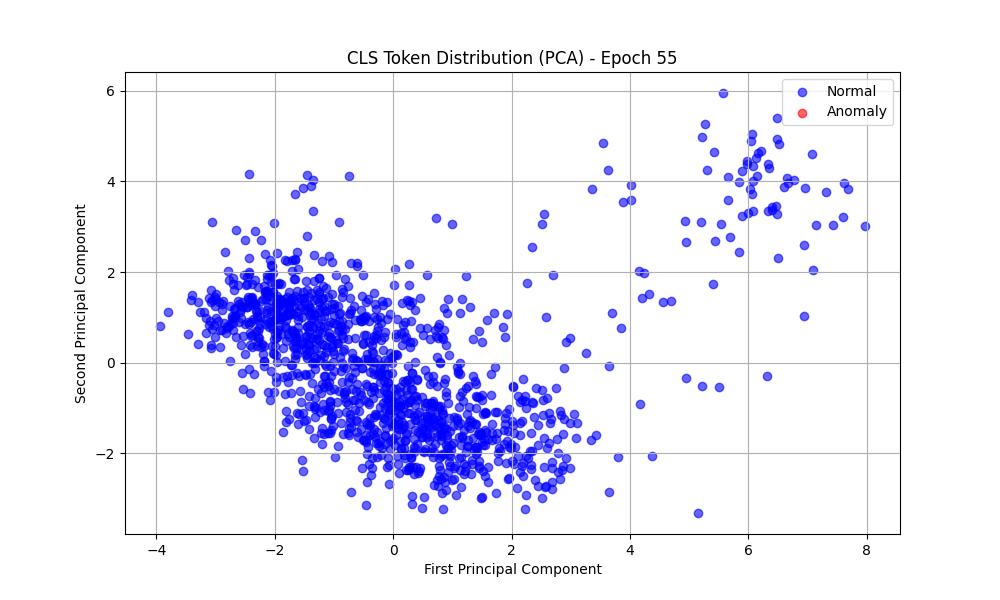 CLS Token Distribution (PCA) - Epoch 55
Normal
Anomaly
6
4
2
0
−2
Second Principal Component
−4
−2
0
2
4
6
8
First Principal Component